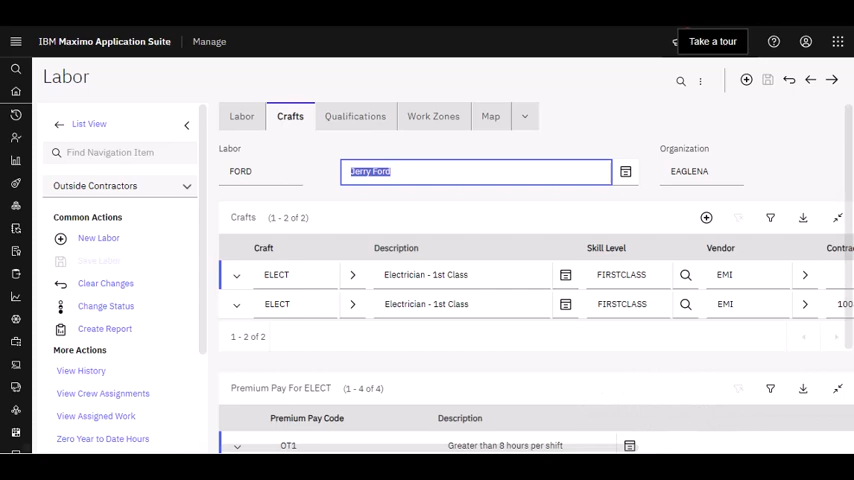 IBM Maximo Application Suite Manage Take a tour
Labor
List View
Find Navigation Item
Outside Contractors
Common Actions
New Labor
Save Labor
Clear Changes
Change Status
Create Report
More Actions
View History
View Crew Assignments
View Assigned Work
Zero Year to Date Hours
Labor Crafts Qualifications Work Zones Map
Labor Organization
FORD Jerry Ford EAGLENA
Crafts (1 - 2 of 2)
Craft Description Skill Level Vendor Contra
ELECT Electrician - 1st Class FIRSTCLASS EMI
ELECT Electrician - 1st Class FIRSTCLASS EMI 100
1 - 2 of 2
Premium Pay For ELECT (1 - 4 of 4)
Premium Pay Code Description
OT1 Greater than 8 hours per shift